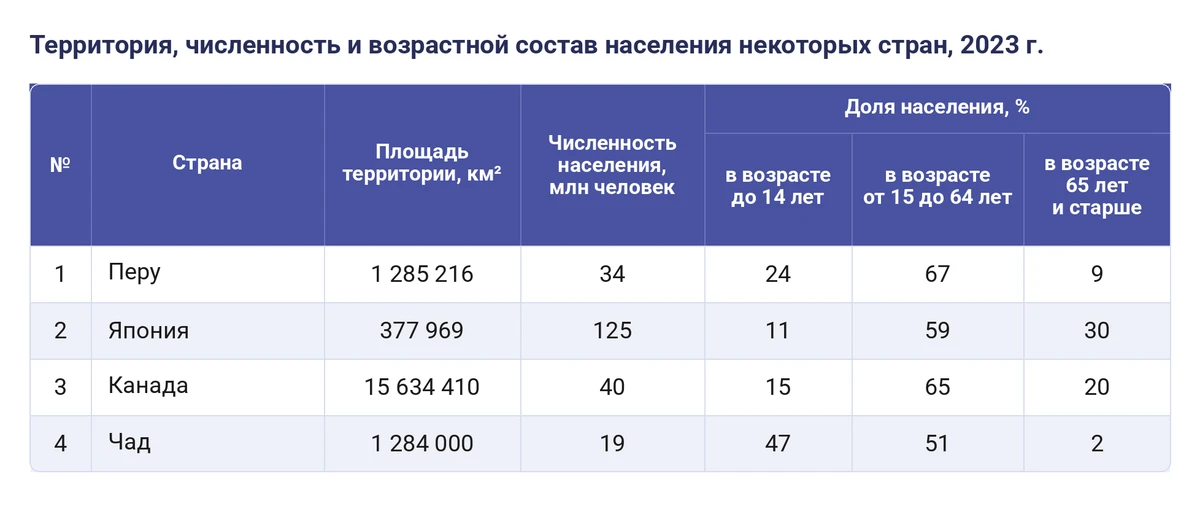 Территория, численность и возрастной состав населения некоторых стран, 2023 г.
№
Страна
Площадь
территории, км²
Численность
населения,
млн человек
Доля населения, %
в возрасте
до 14 лет
в возрасте
от 15 до 64 лет
в возрасте
65 лет
и старше
1 Перу 1 285 216 34 24 67 9
2 Япония 377 969 125 11 59 30
3 Канада 15 634 410 40 15 65 20
4 Чад 1 284 000 19 47 51 2